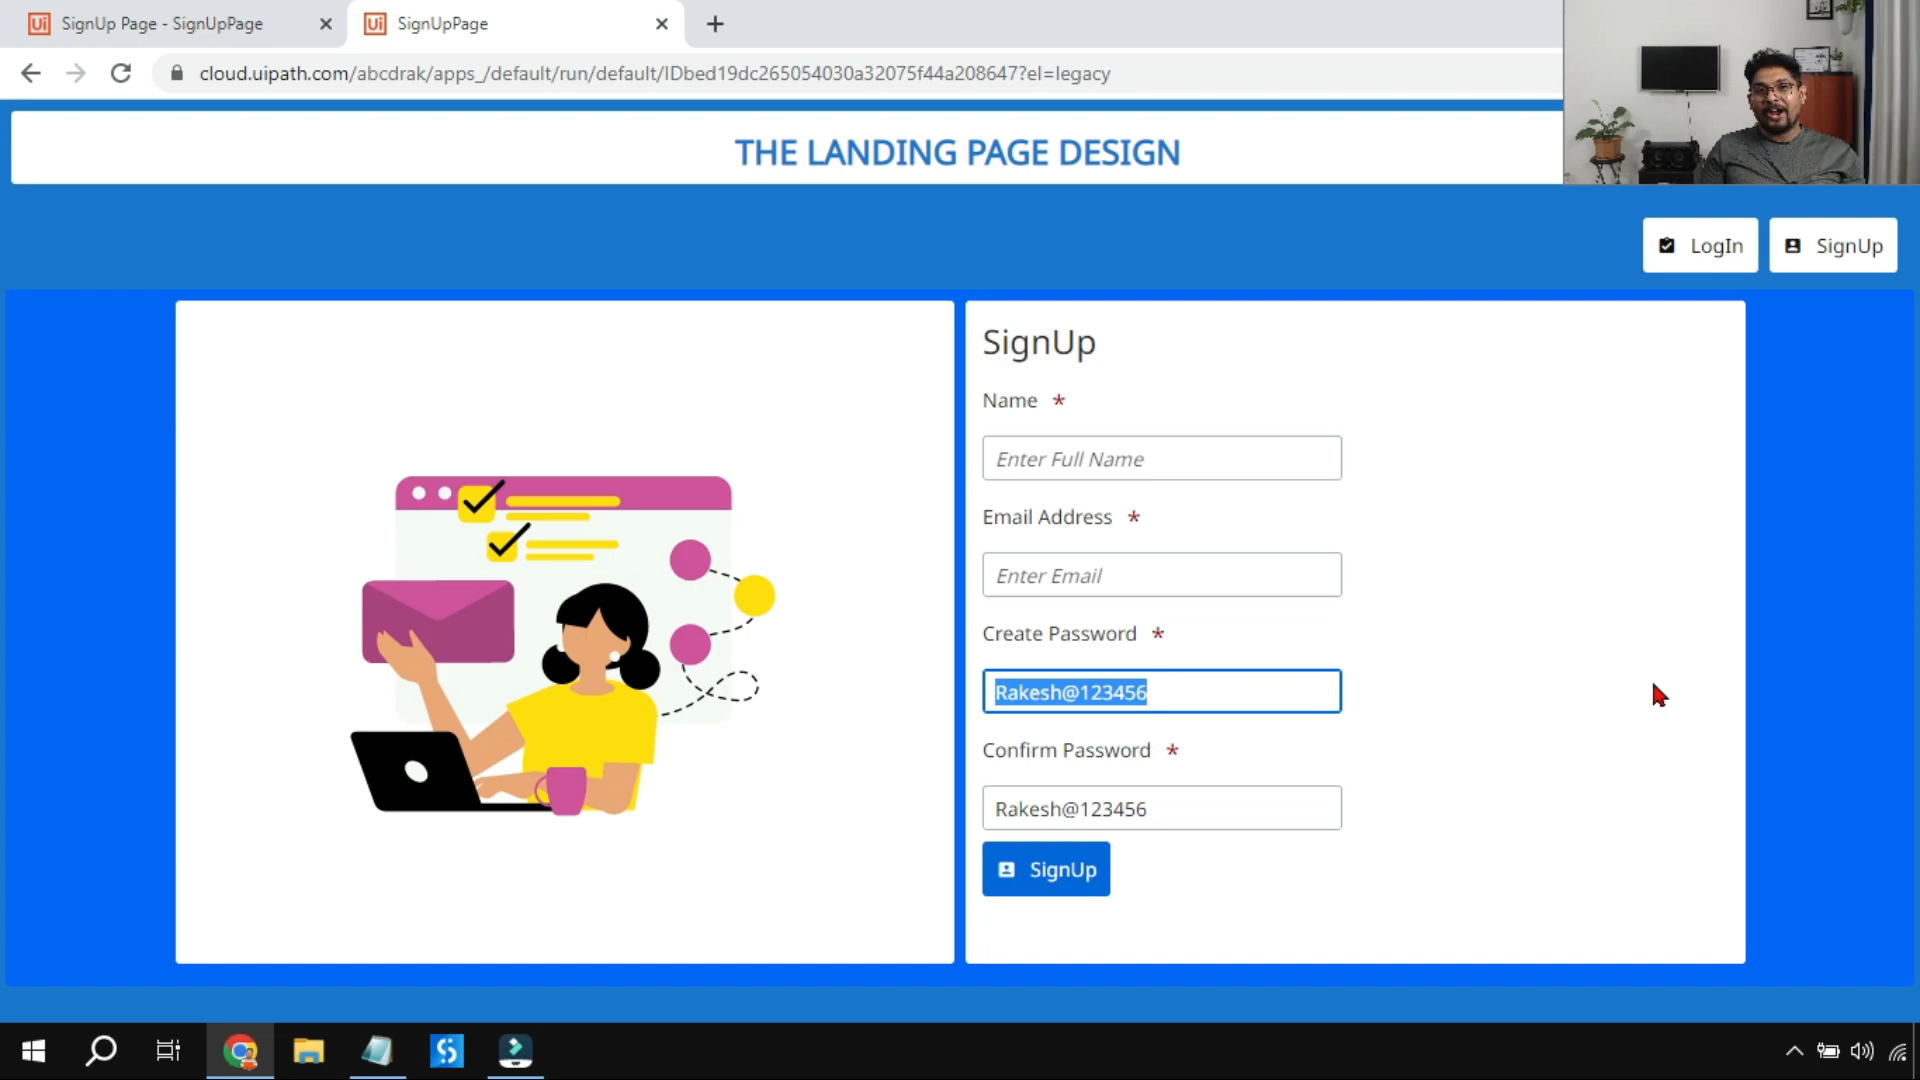 Ui SignUp Page - SignUpPage
Ui SignUpPage
cloud.uipath.com/abcdrak/apps_/default/run/default/IDbed19dc265054030a32075f44a208647?el=legacy
THE LANDING PAGE DESIGN
LogIn
SignUp
SignUp
Name *
Enter Full Name
Email Address *
Enter Email
Create Password *
Rakesh@123456
Confirm Password *
Rakesh@123456
SignUp